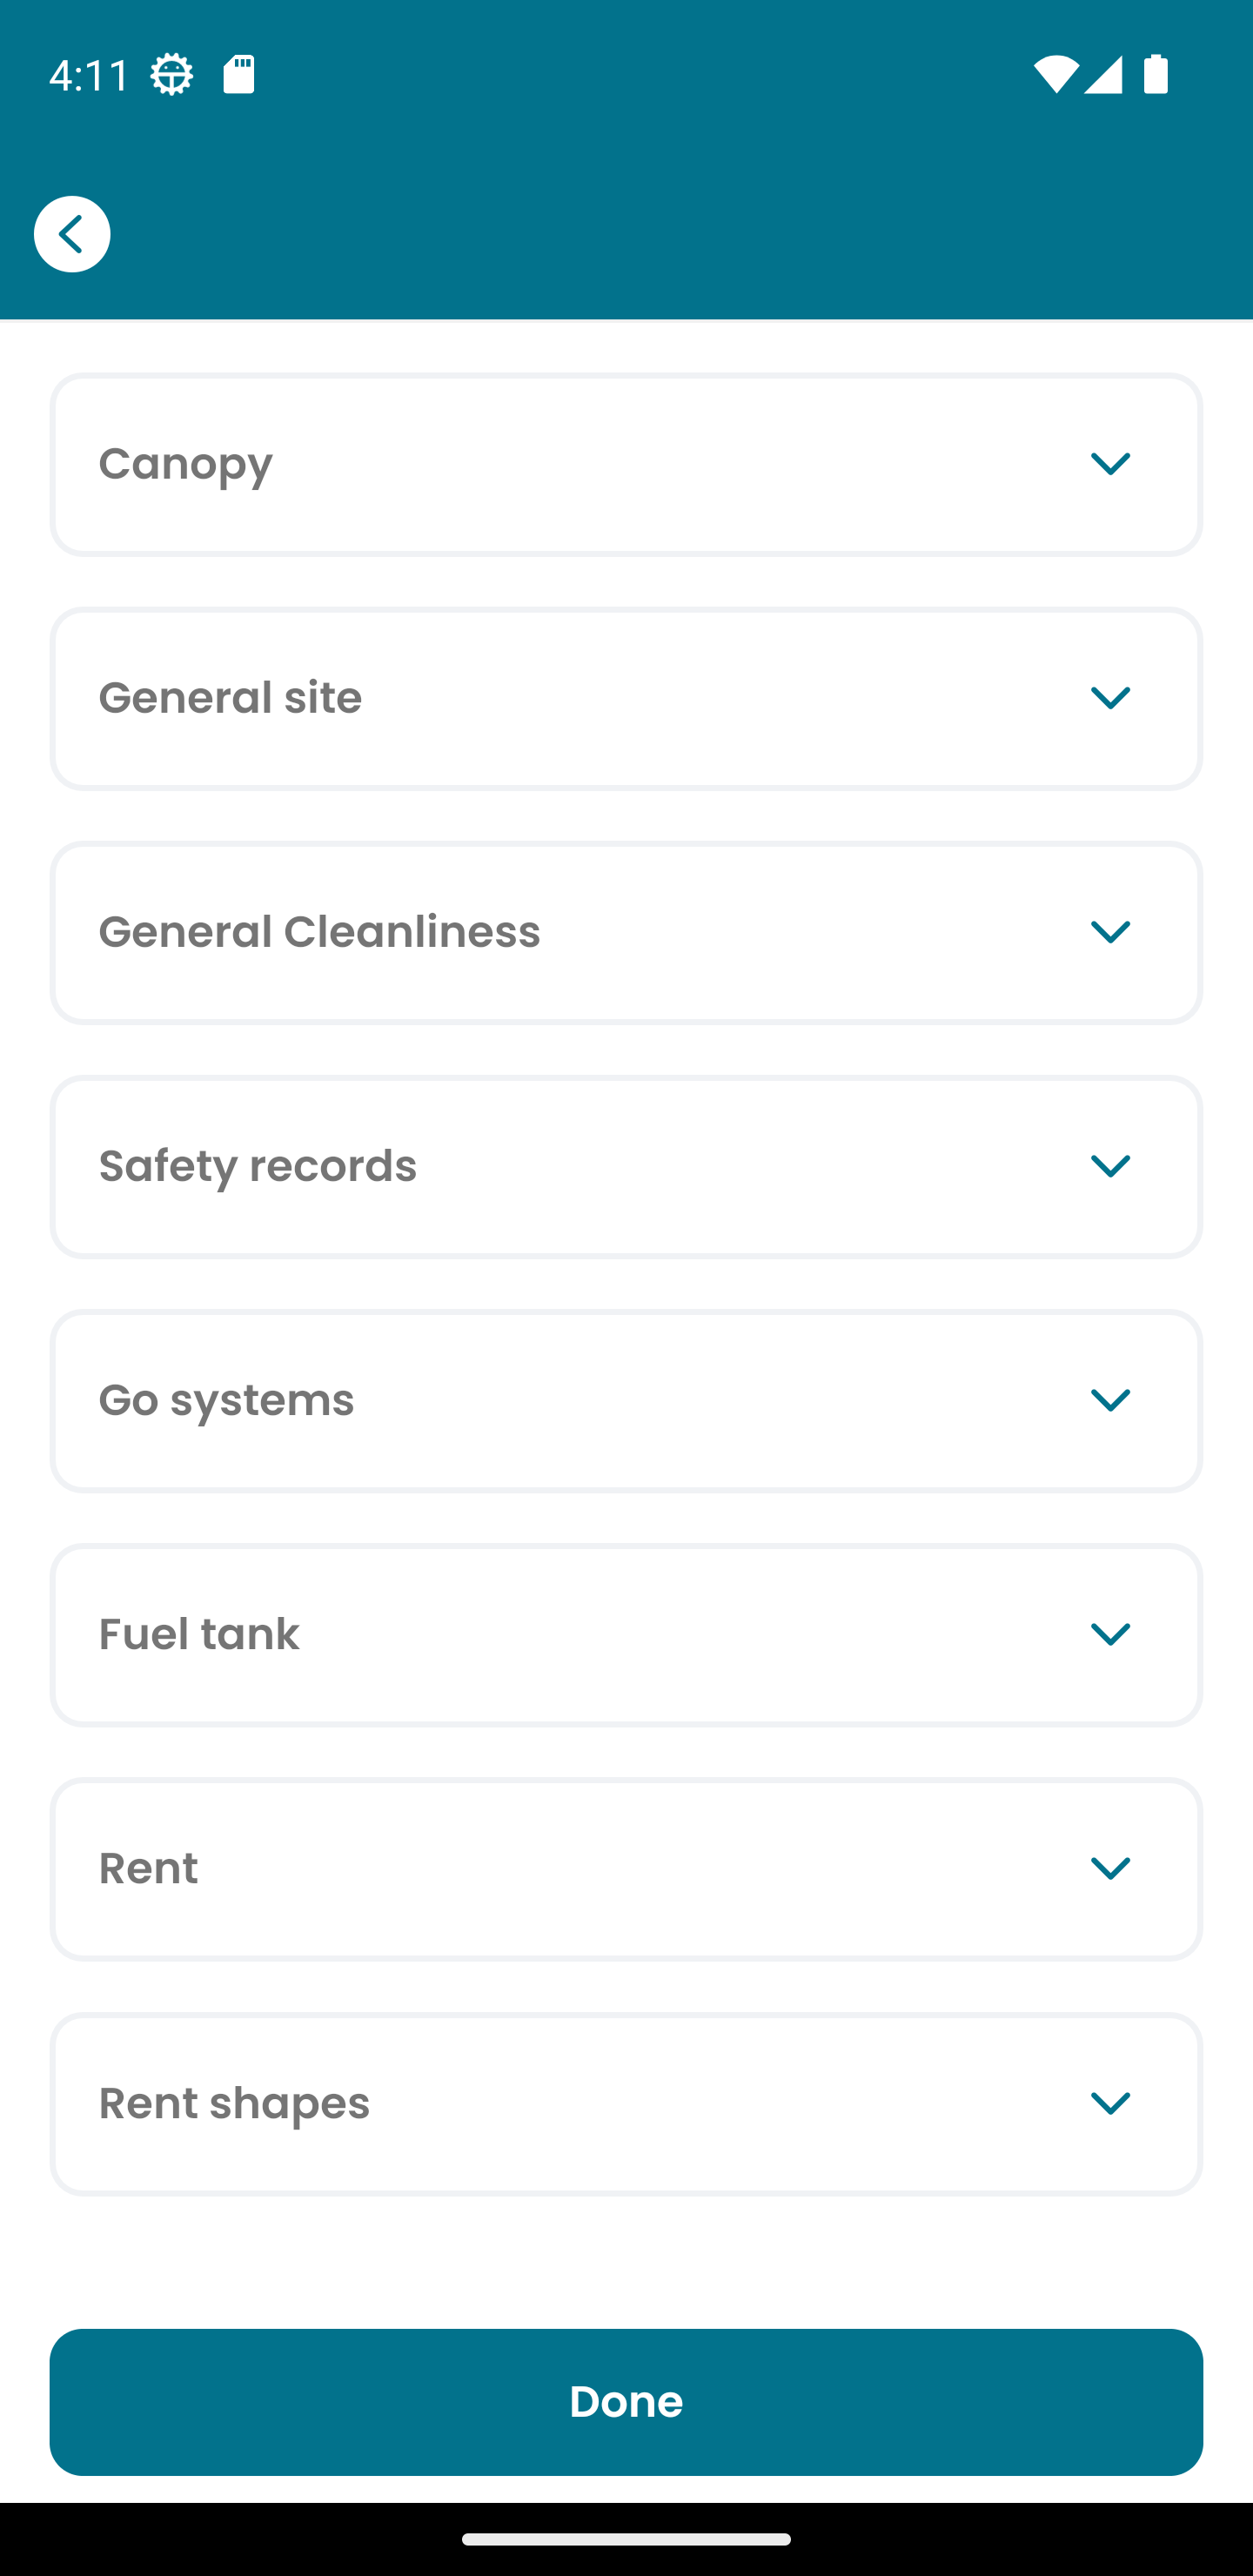 4:11
Canopy
General site
General Cleanliness
Safety records
Go systems
Fuel tank
Rent
Rent shapes
Done